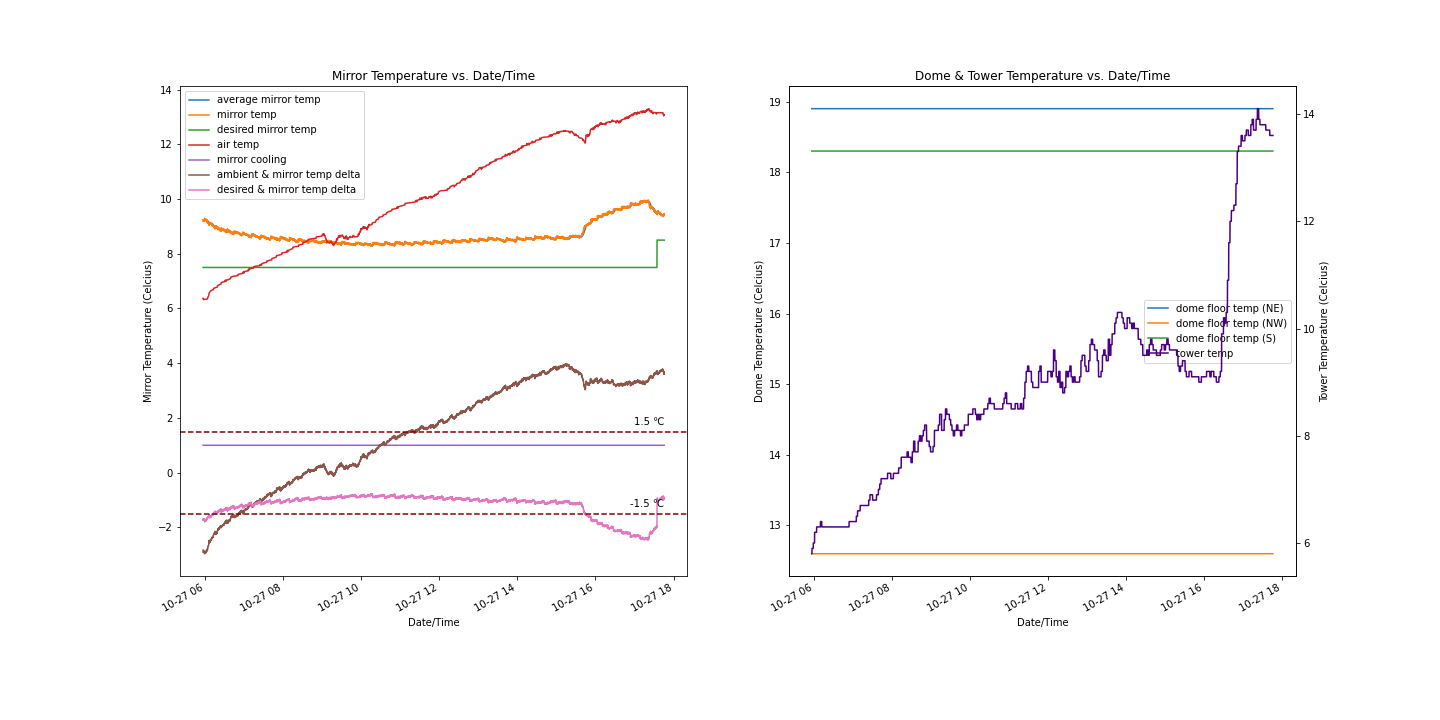 Mirror Temperature vs. Date/Time
Mirror Temperature (Celcius)
14
12
10
8
6
4
2
0
−2
average mirror temp
mirror temp
desired mirror temp
air temp
mirror cooling
ambient & mirror temp delta
desired & mirror temp delta
1.5 °C
-1.5 °C
10-27 06
10-27 08
10-27 10
10-27 12
10-27 14
10-27 16
10-27 18
Date/Time
Dome & Tower Temperature vs. Date/Time
Dome Temperature (Celcius)
19
18
17
16
15
14
13
dome floor temp (NE)
dome floor temp (NW)
dome floor temp (S)
tower temp
14
12
10
8
6
Tower Temperature (Celcius)
10-27 06
10-27 08
10-27 10
10-27 12
10-27 14
10-27 16
10-27 18
Date/Time